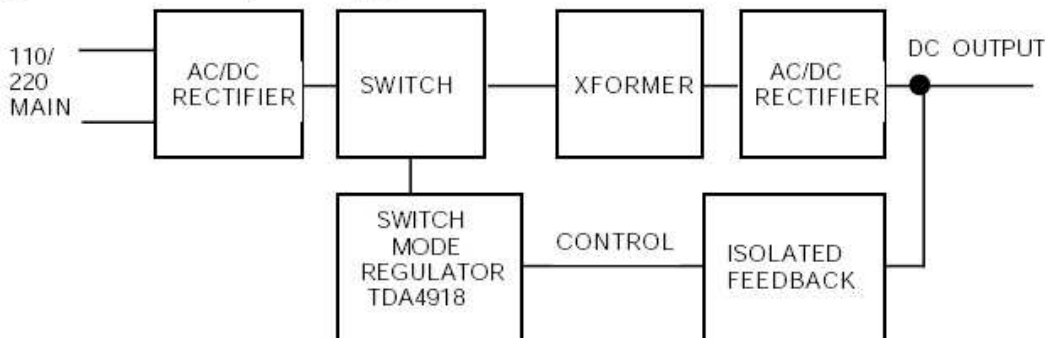 110/
220
MAIN
AC/DC
RECTIFIER
SWITCH
XFORMER
AC/DC
RECTIFIER
DC OUTPUT
SWITCH
MODE
REGULATOR
TDA4918
CONTROL
ISOLATED
FEEDBACK